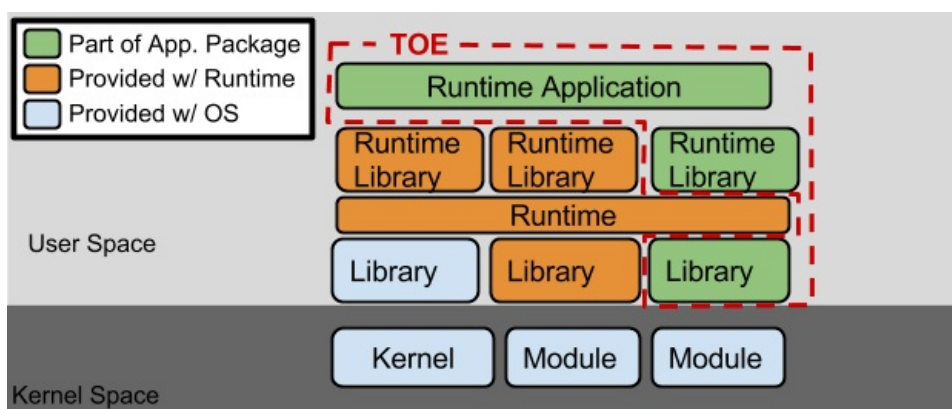 Part of App. Package
Provided w/ Runtime
Provided w/ OS
TOE
Runtime Application
Runtime
Library
Runtime
Library
Runtime
Library
Runtime
User Space
Library
Library
Library
Kernel
Module
Module
Kernel Space